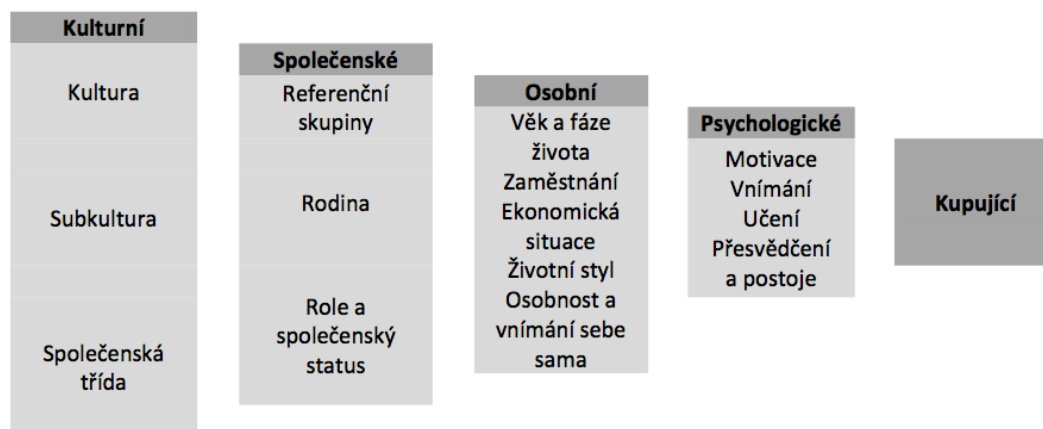 Kulturní
Kultura
Subkultura
Společenská
třída
Společenské
Referenční
skupiny
Rodina
Role a
společenský
status
Osobní
Věk a fáze
života
Zaměstnání
Ekonomická
situace
Životní styl
Osobnost a
vnímání sebe
sama
Psychologické
Motivace
Vnímání
Učení
Přesvědčení
a postoje
Kupující